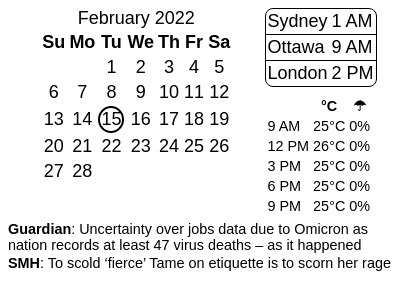 February 2022
Su Mo Tu We Th Fr Sa
1 2 3 4 5
6 7 8 9 10 11 12
13 14 15 16 17 18 19
20 21 22 23 24 25 26
27 28
Sydney 1 AM
Ottawa 9 AM
London 2 PM
°C ☂
9 AM 25°C 0%
12 PM 26°C 0%
3 PM 25°C 0%
6 PM 25°C 0%
9 PM 25°C 0%
Guardian: Uncertainty over jobs data due to Omicron as
nation records at least 47 virus deaths – as it happened
SMH: To scold ‘fierce’ Tame on etiquette is to scorn her rage